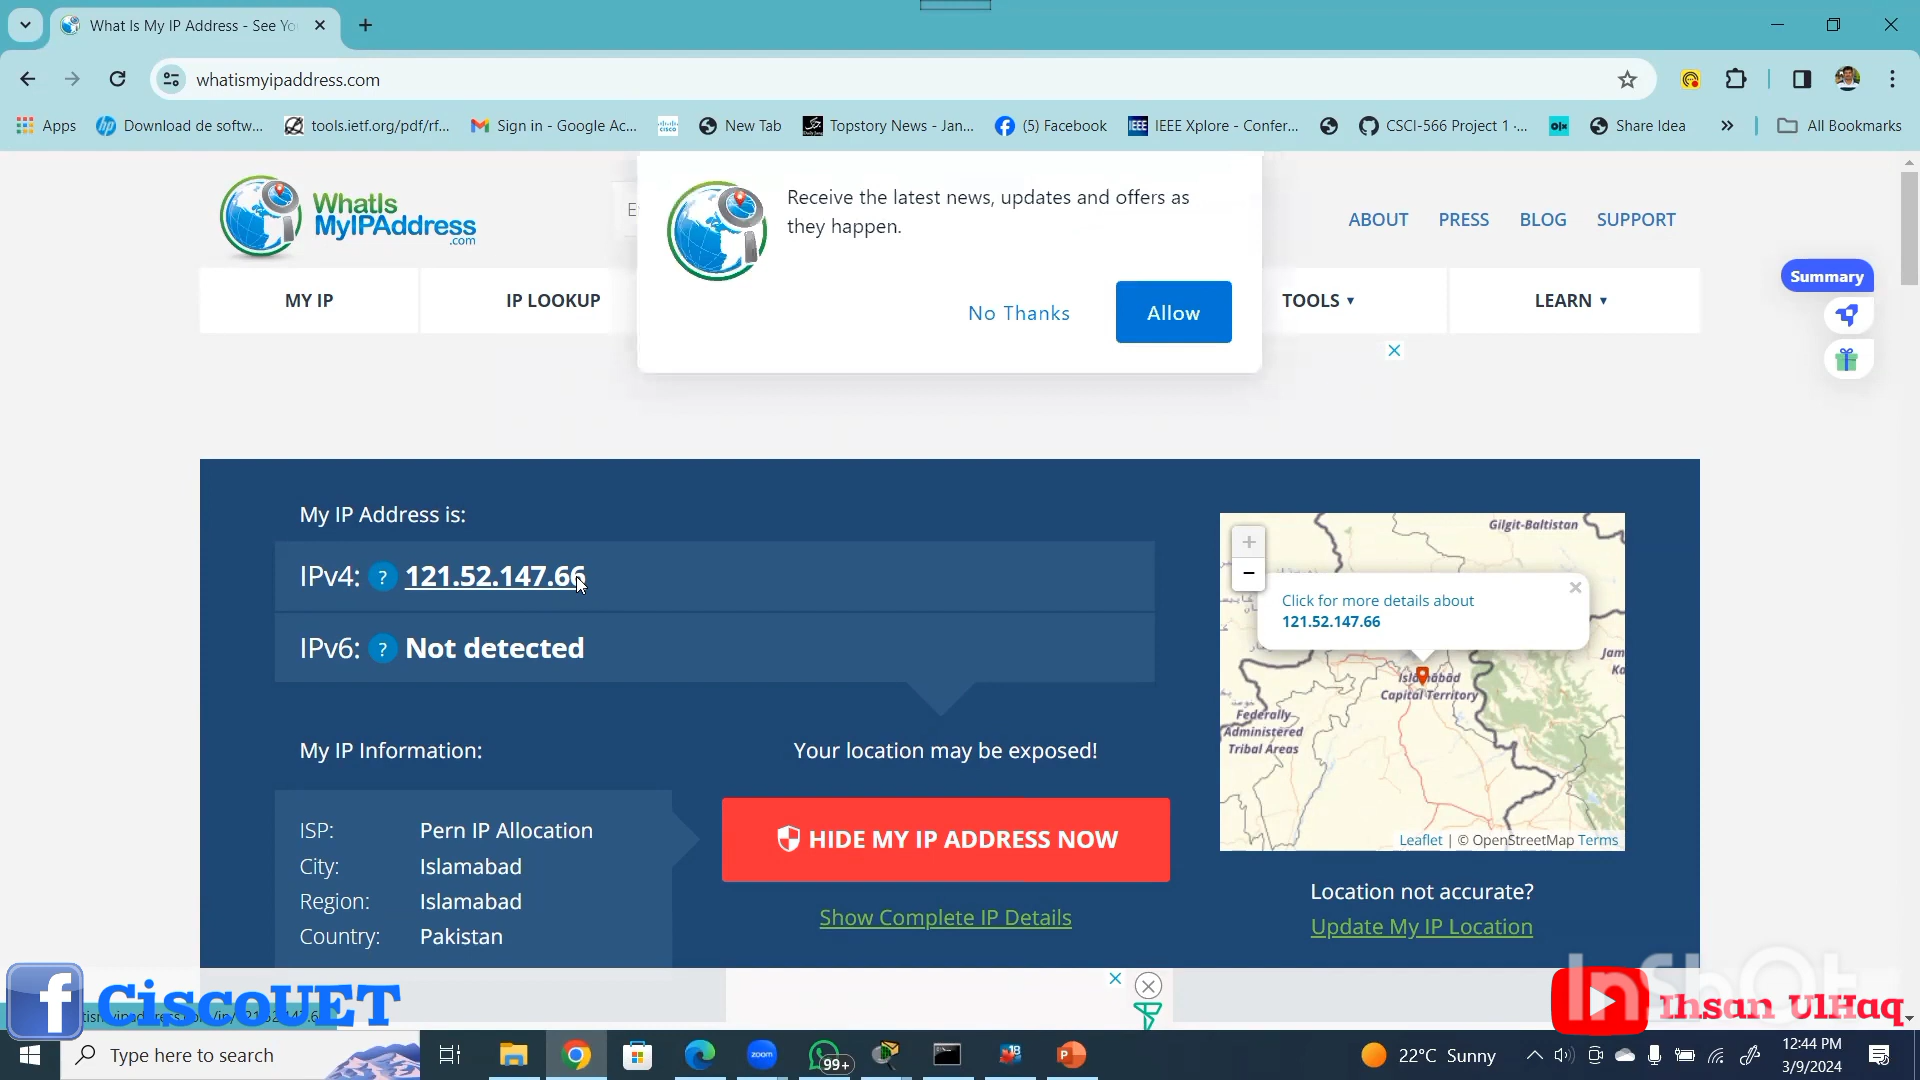 What Is My IP Address - See Yo
whatismyipaddress.com
Apps
Download de softw...
tools.ietf.org/pdf/rf...
Sign in - Google Ac...
New Tab
Topstory News - Jan...
(5) Facebook
IEEE Xplore - Confer...
CSCI-566 Project 1 -...
Share Idea
All Bookmarks
WhatIs
MyIPAddress
.com
Receive the latest news, updates and offers as
they happen.
No Thanks
Allow
ABOUT
PRESS
BLOG
SUPPORT
MY IP
IP LOOKUP
TOOLS
LEARN
Summary
My IP Address is:
IPv4: ? 121.52.147.66
IPv6: ? Not detected
My IP Information:
ISP: Pern IP Allocation
City: Islamabad
Region: Islamabad
Country: Pakistan
Your location may be exposed!
HIDE MY IP ADDRESS NOW
Show Complete IP Details
Gilgit-Baltistan
Click for more details about
121.52.147.66
Capital Territory
Federally
Administered
Tribal Areas
Leaflet | © OpenStreetMap Terms
Location not accurate?
Update My IP Location
CiscoUET
InShOt
Ihsan UlHaq
Type here to search
zoom
99+
18
22°C Sunny
12:44 PM
3/9/2024